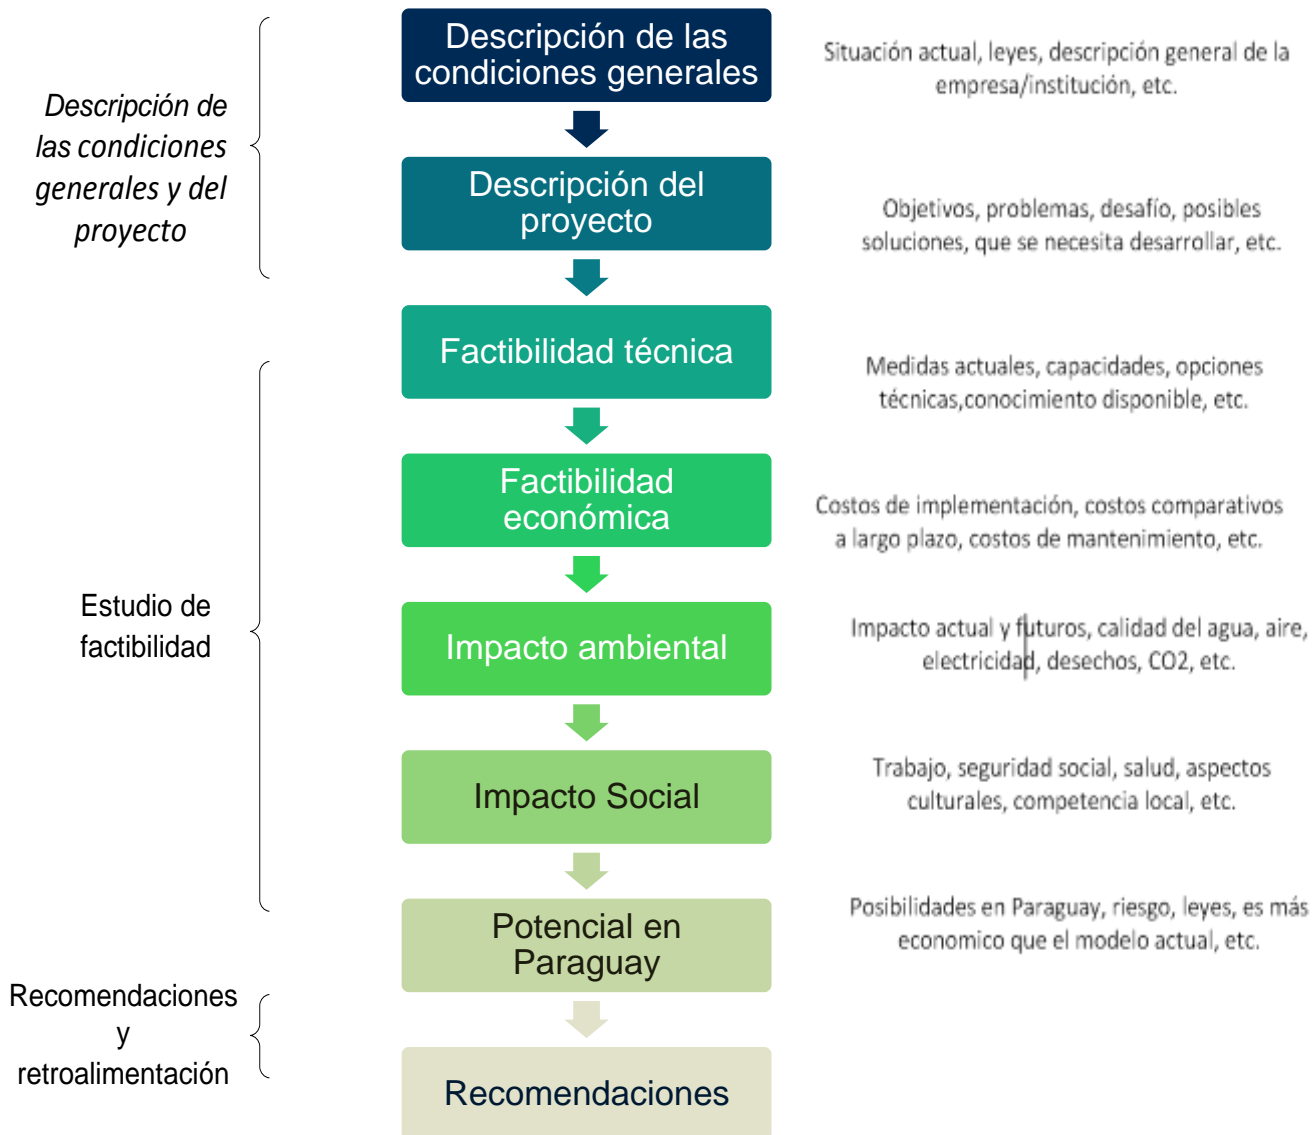 Descripción de las
condiciones generales y del
proyecto
Descripción de las
condiciones generales
Situación actual, leyes, descripción general de la
empresa/institución, etc.
Descripción del
proyecto
Objetivos, problemas, desafío, posibles
soluciones, que se necesita desarrollar, etc.
Estudio de
factibilidad
Factibilidad técnica
Medidas actuales, capacidades, opciones
técnicas,conocimiento disponible, etc.
Factibilidad
económica
Costos de implementación, costos comparativos
a largo plazo, costos de mantenimiento, etc.
Impacto ambiental
Impacto actual y futuros, calidad del agua, aire,
electricidad, desechos, CO2, etc.
Impacto Social
Trabajo, seguridad social, salud, aspectos
culturales, competencia local, etc.
Potencial en
Paraguay
Posibilidades en Paraguay, riesgo, leyes, es más
economico que el modelo actual, etc.
Recomendaciones
y
retroalimentación
Recomendaciones